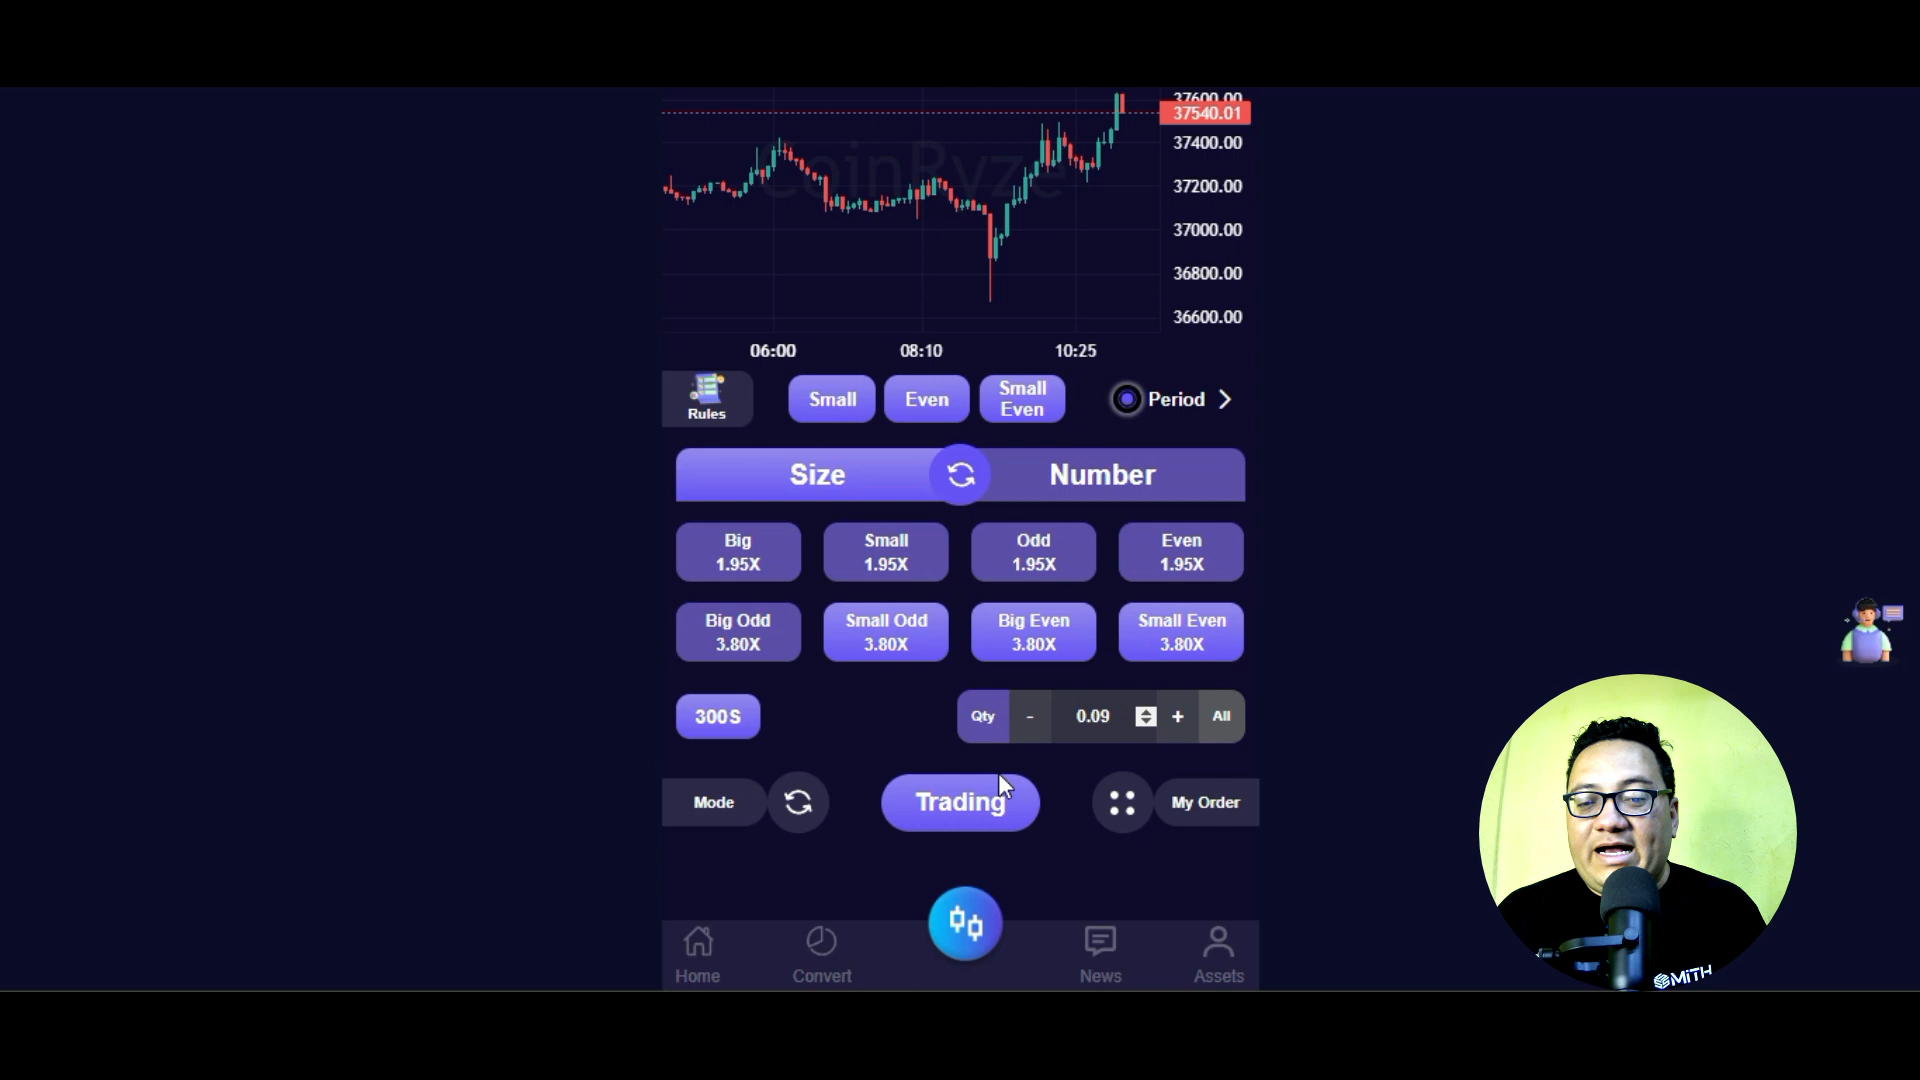 37600.00
37540.01
37400.00
CoinRyze
37200.00
37000.00
36800.00
36600.00
06:00 08:10 10:25
Rules
Small
Even
Small
Even
Period
Size
Number
Big
1.95X
Small
1.95X
Odd
1.95X
Even
1.95X
Big Odd
3.80X
Small Odd
3.80X
Big Even
3.80X
Small Even
3.80X
300S
Qty - 0.09 + All
Mode
Trading
My Order
Home
Convert
News
Assets
SMiTH